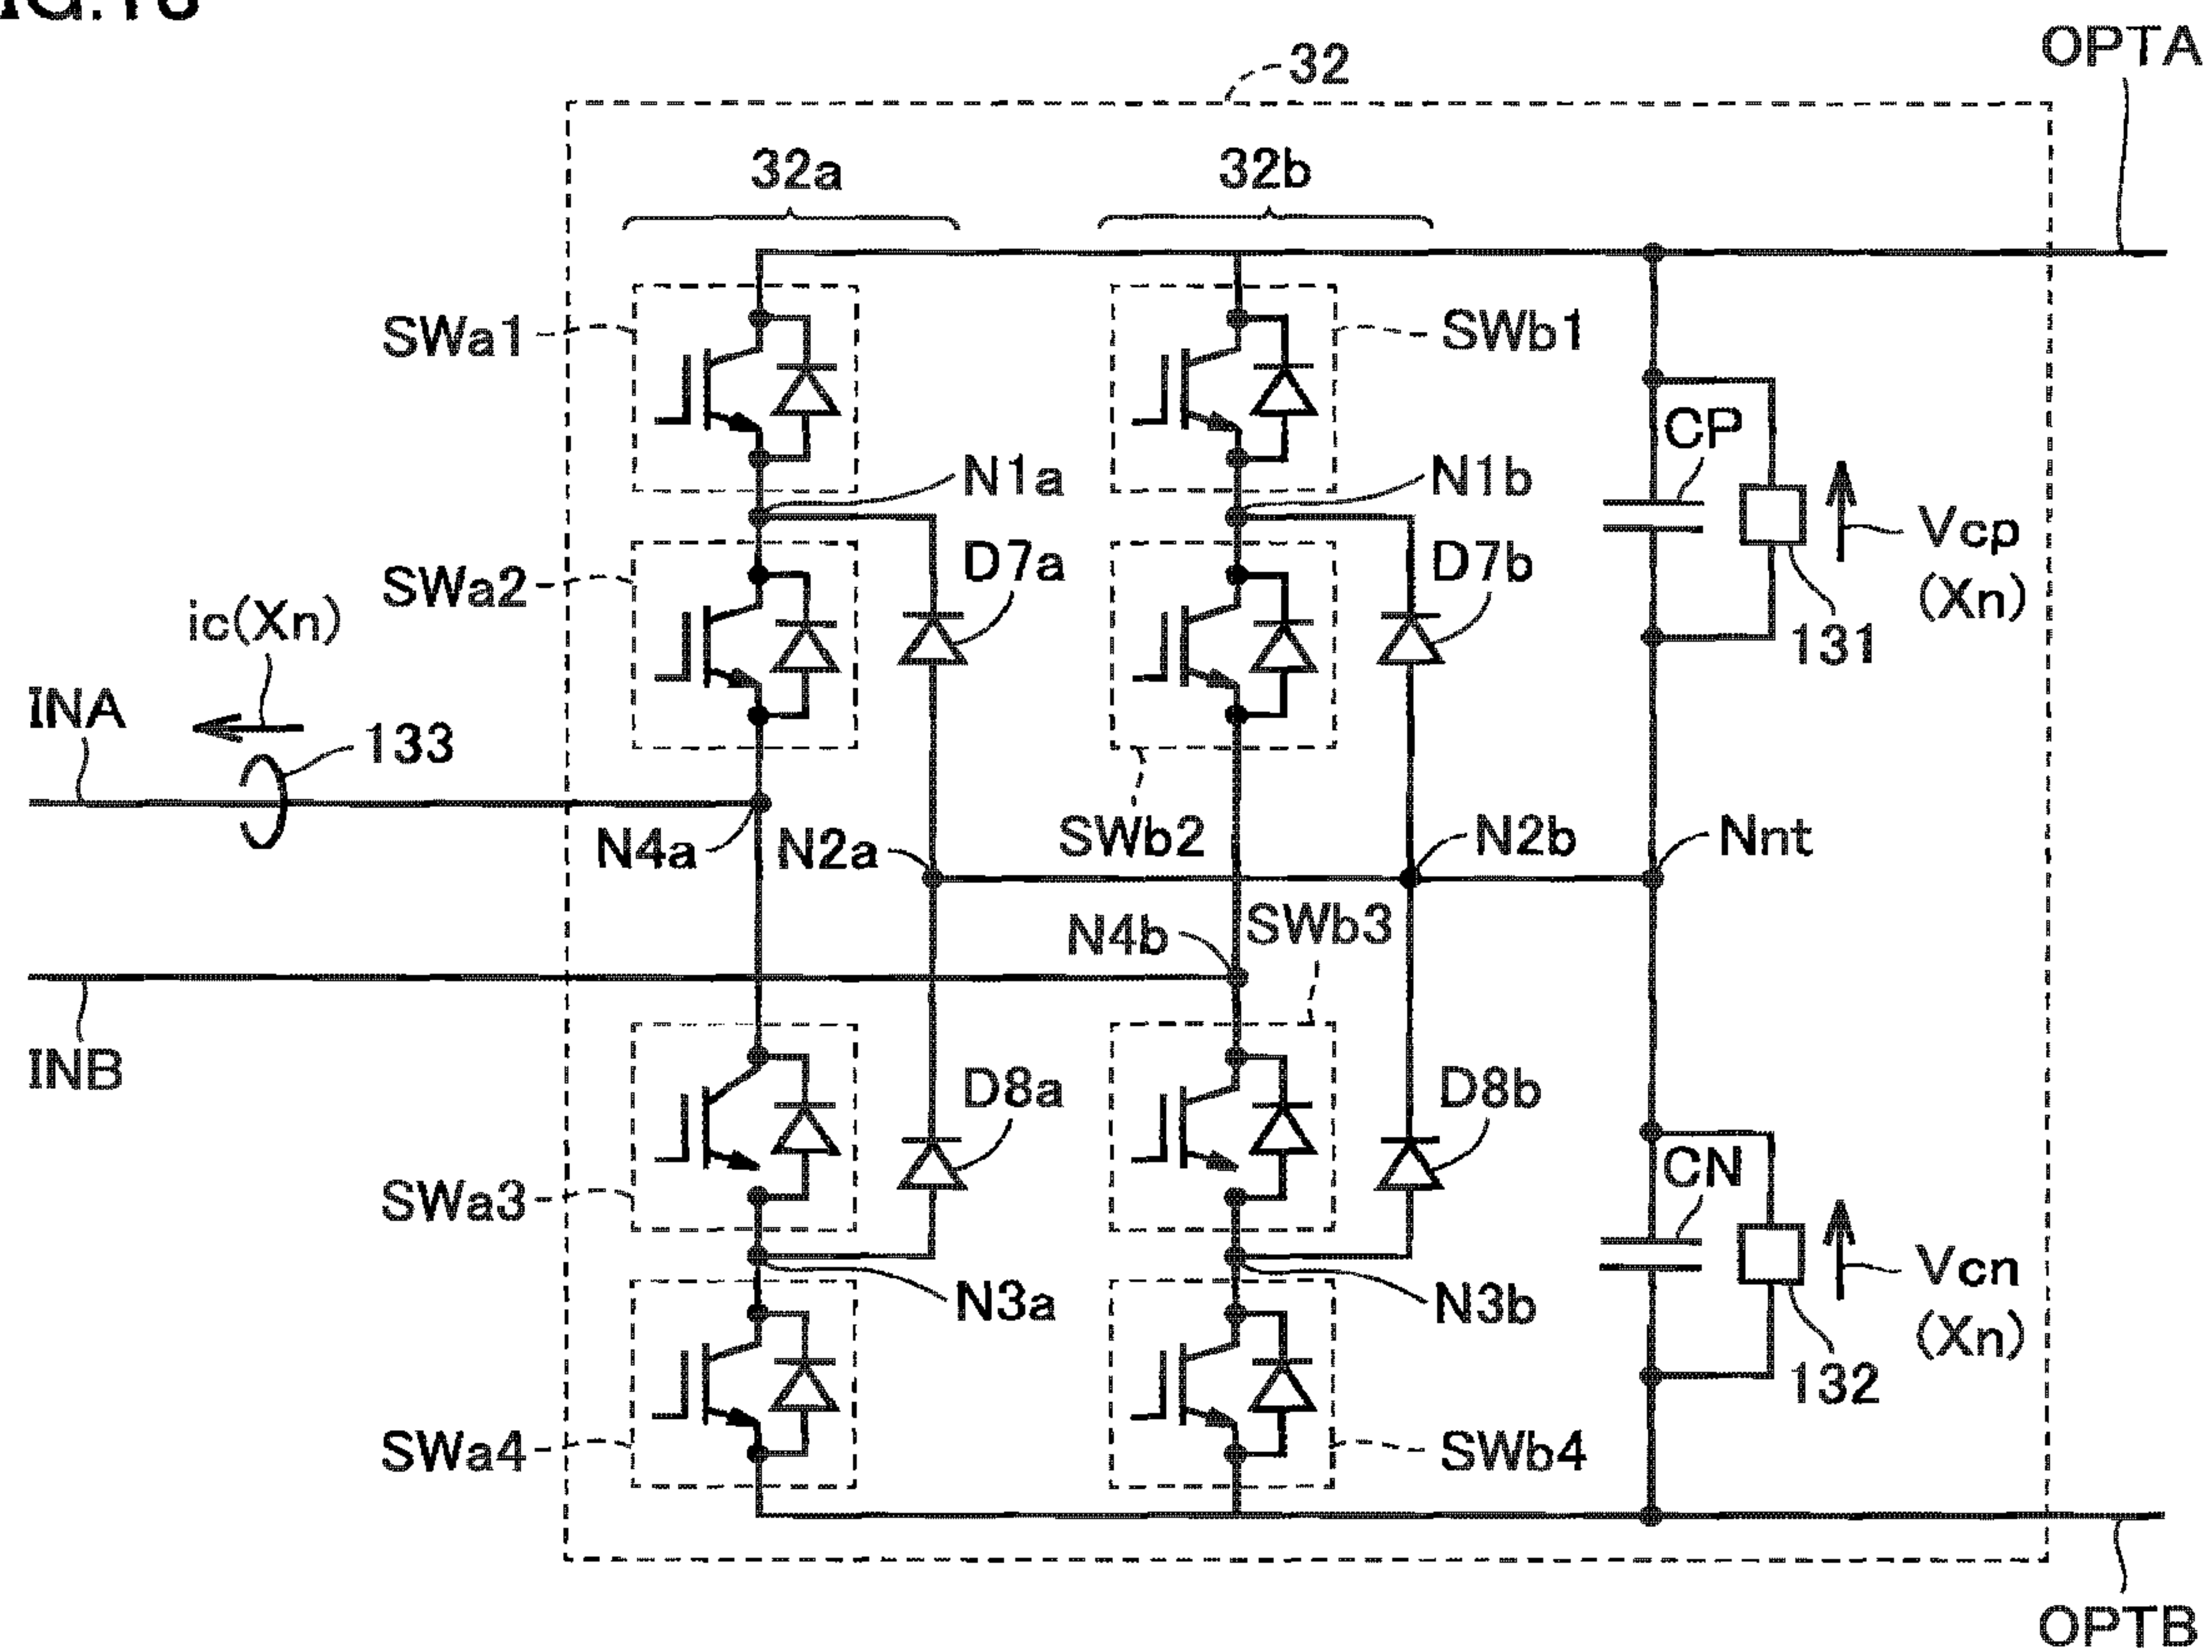 OPTA
32
32a
32b
SWa1
SWb1
CP
N1a
N1b
Vcp
(Xn)
SWa2
D7a
D7b
ic(Xn)
131
INA
133
N4a
N2a
SWb2
N2b
Nnt
N4b
SWb3
INB
D8a
D8b
CN
SWa3
N3a
N3b
Vcn
(Xn)
132
SWa4
SWb4
OPTB